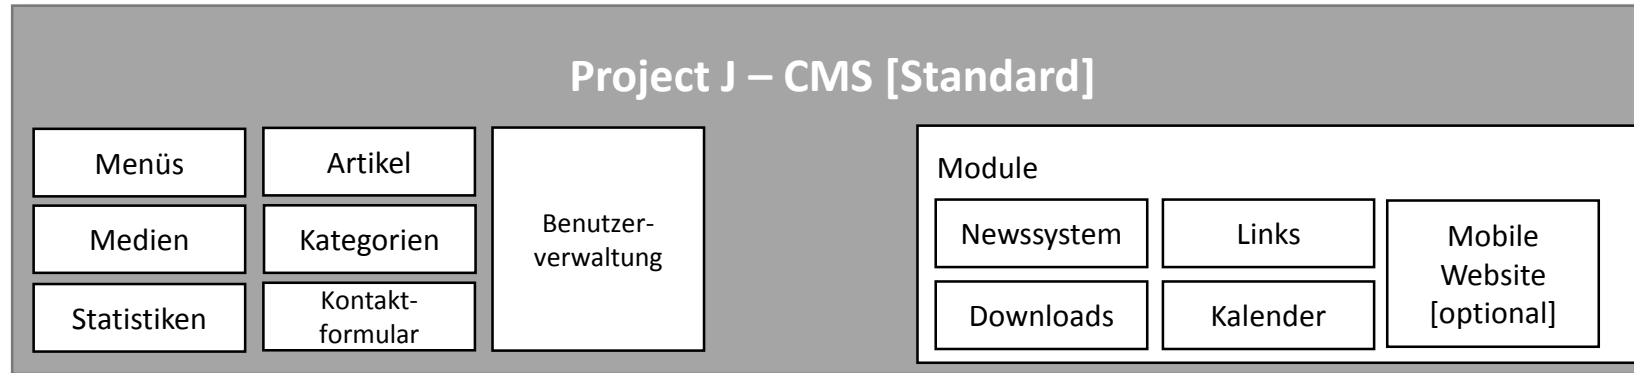 Project J – CMS [Standard]
Menüs
Artikel
Medien
Kategorien
Statistiken
Kontakt-
formular
Benutzer-
verwaltung
Module
Newssystem
Links
Downloads
Kalender
Mobile
Website
[optional]